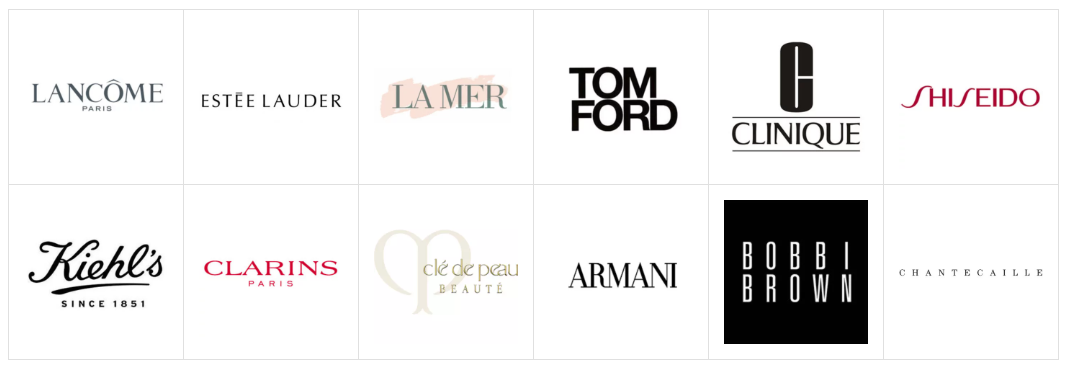 LANCÔME
PARIS
ESTĒE LAUDER
LA MER
TOM
FORD
C
CLINIQUE
SHISEIDO
Kiehl's
SINCE 1851
CLARINS
PARIS
clé de peau
BEAUTÉ
ARMANI
BOBBI
BROWN
CHANTECAILLE